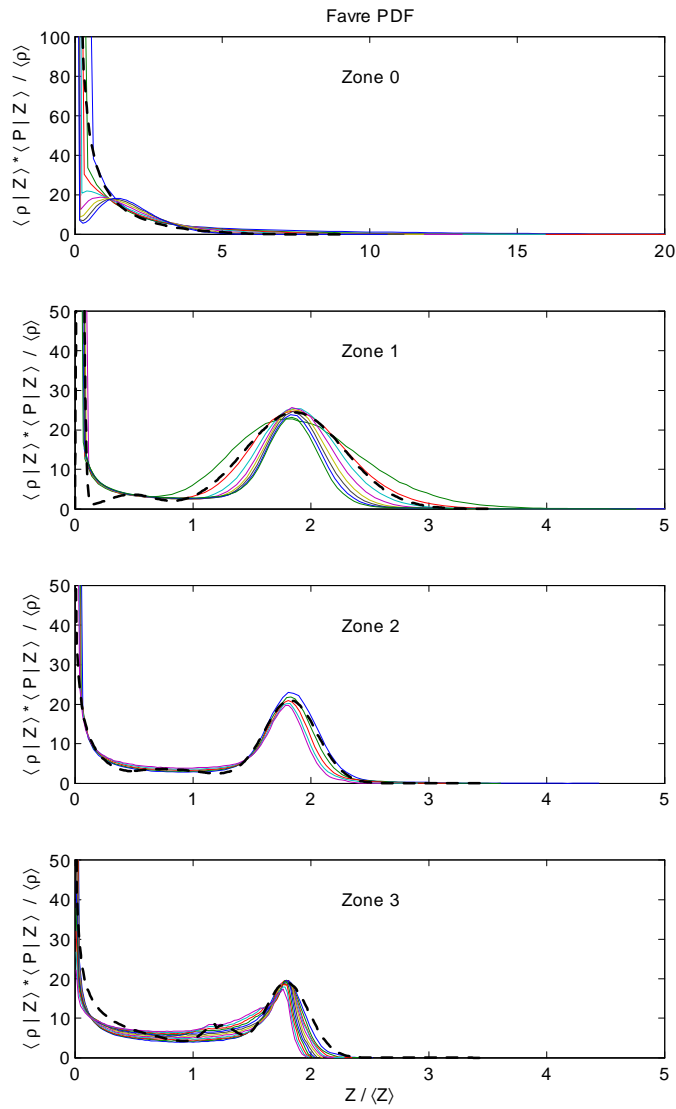 Favre PDF
⟨ρ|Z⟩*⟨P|Z⟩ / ⟨ρ⟩
100
80
60
40
20
0
Zone 0
0 5 10 15 20
⟨ρ|Z⟩*⟨P|Z⟩ / ⟨ρ⟩
50
40
30
20
10
0
Zone 1
0 1 2 3 4 5
⟨ρ|Z⟩*⟨P|Z⟩ / ⟨ρ⟩
50
40
30
20
10
0
Zone 2
0 1 2 3 4 5
⟨ρ|Z⟩*⟨P|Z⟩ / ⟨ρ⟩
50
40
30
20
10
0
Zone 3
0 1 2 3 4 5
Z / ⟨Z⟩